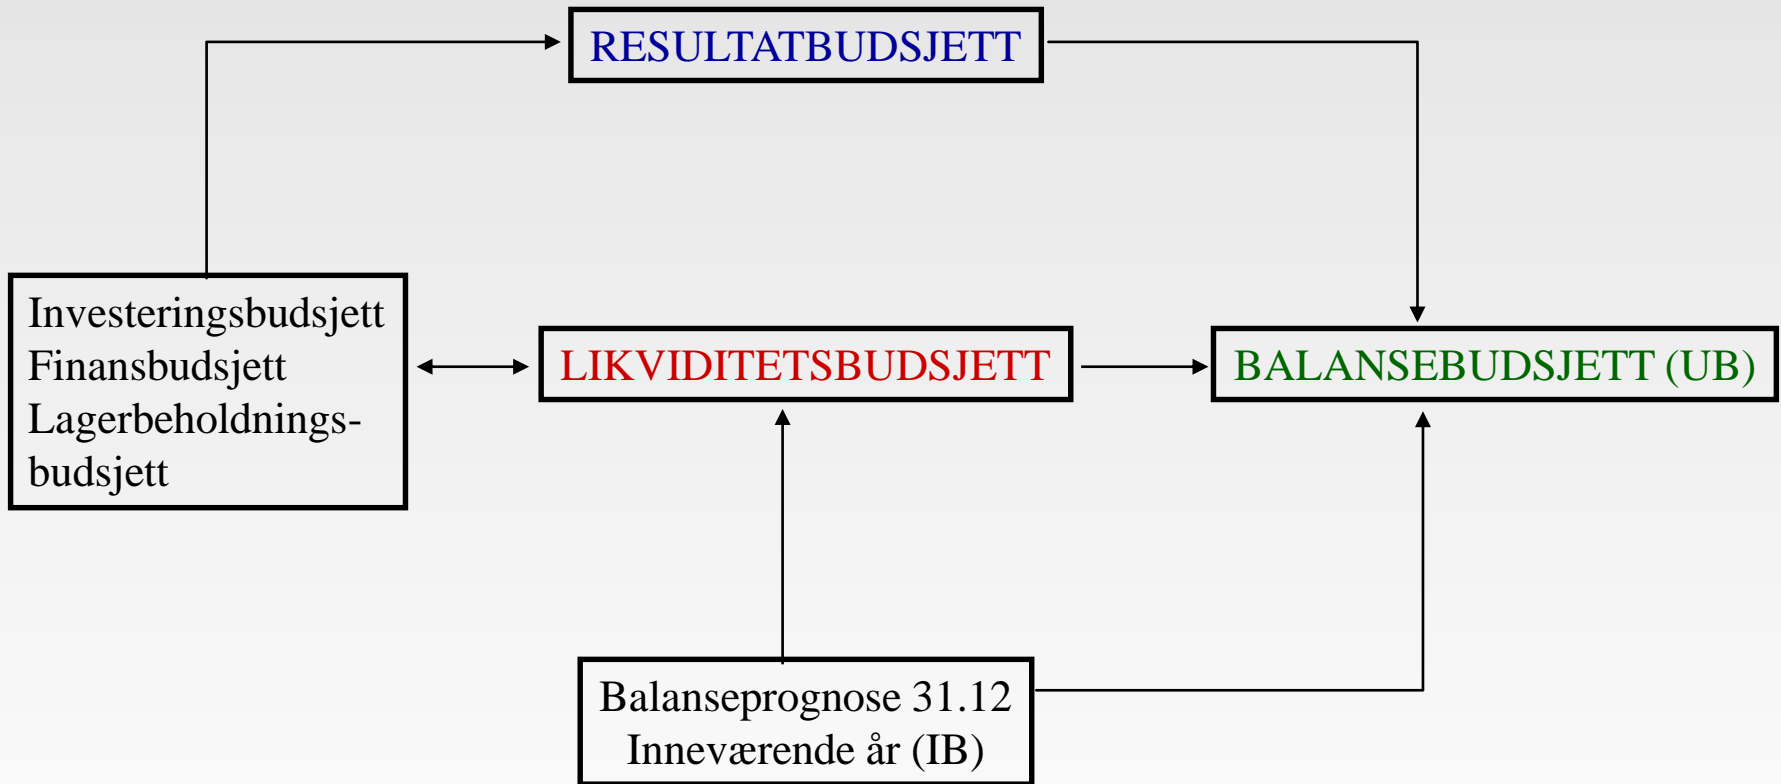 RESULTATBUDSJETT
Investeringsbudsjett
Finansbudsjett
Lagerbeholdnings-
budsjett
LIKVIDITETSBUDSJETT
BALANSEBUDSJETT (UB)
Balanseprognose 31.12
Inneværende år (IB)